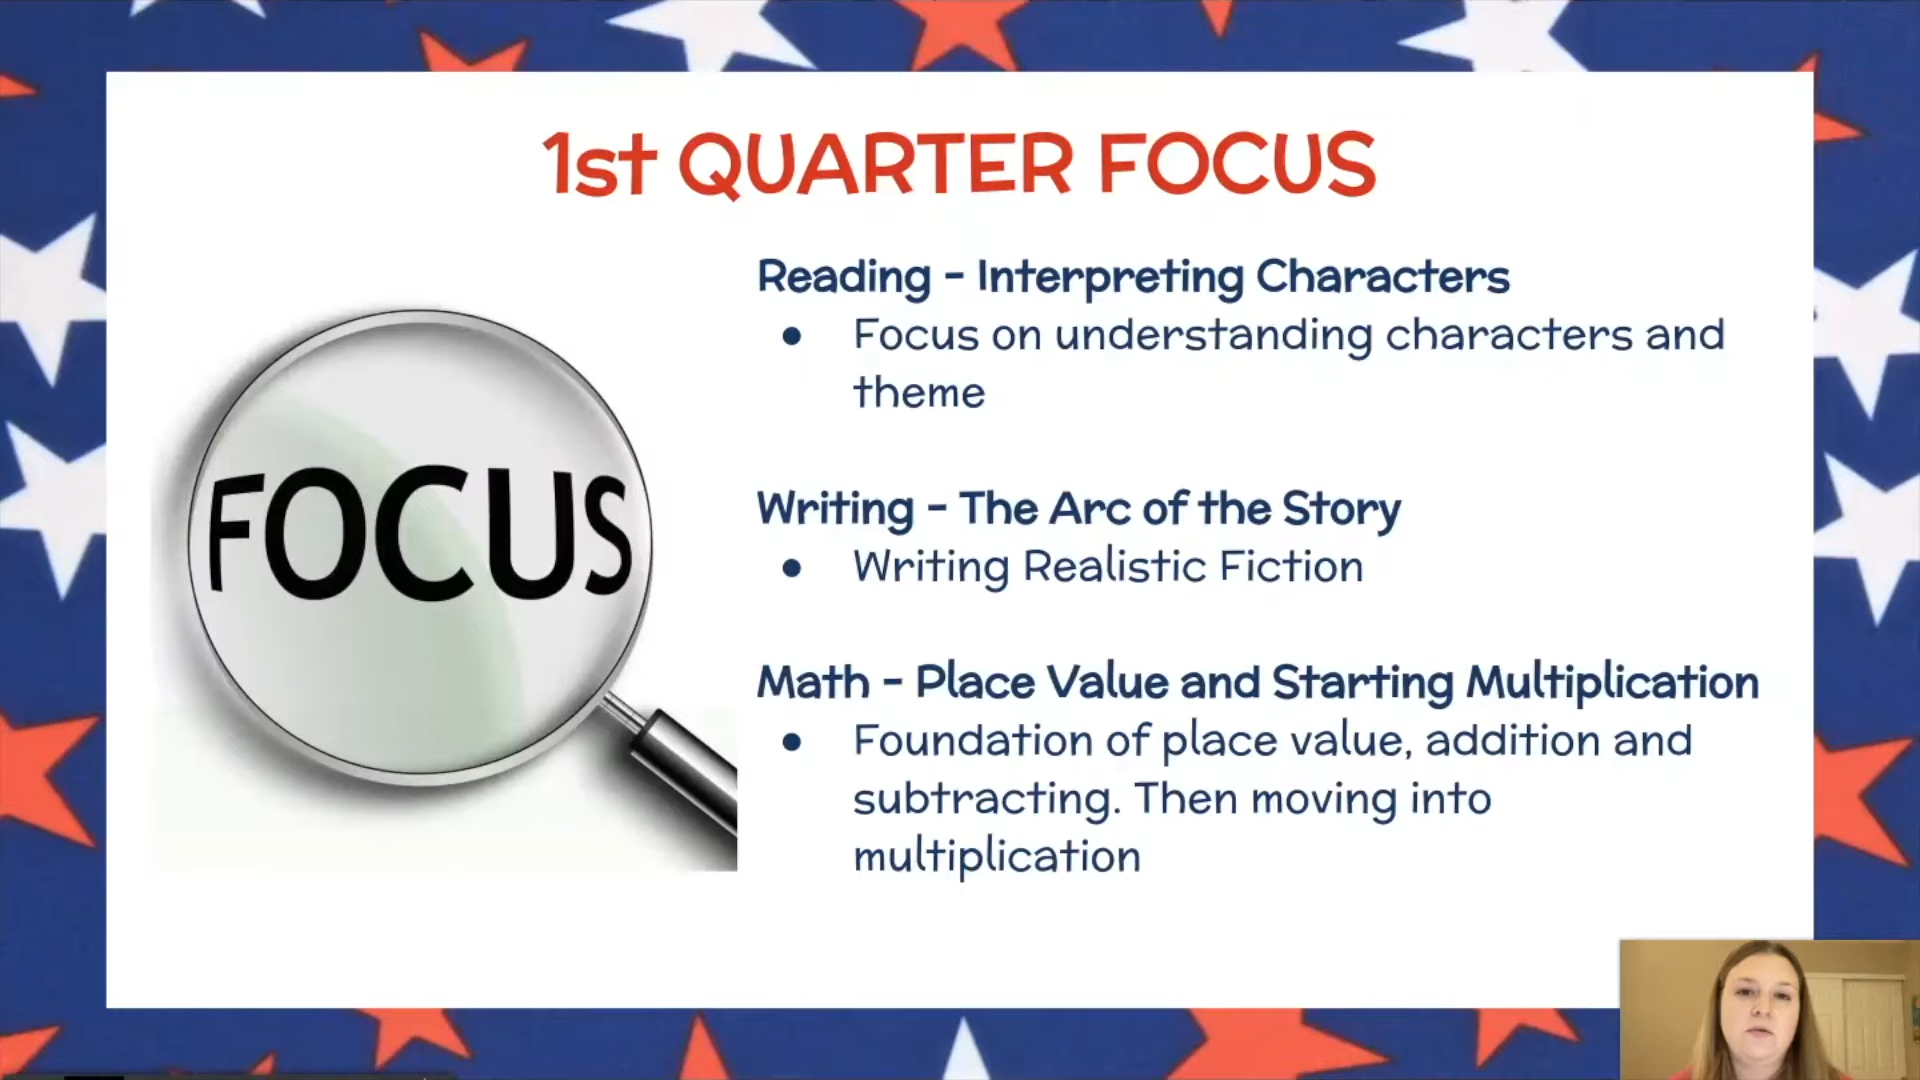 1st QUARTER FOCUS
FOCUS
Reading - Interpreting Characters
● Focus on understanding characters and
theme
Writing - The Arc of the Story
● Writing Realistic Fiction
Math - Place Value and Starting Multiplication
● Foundation of place value, addition and
subtracting. Then moving into
multiplication